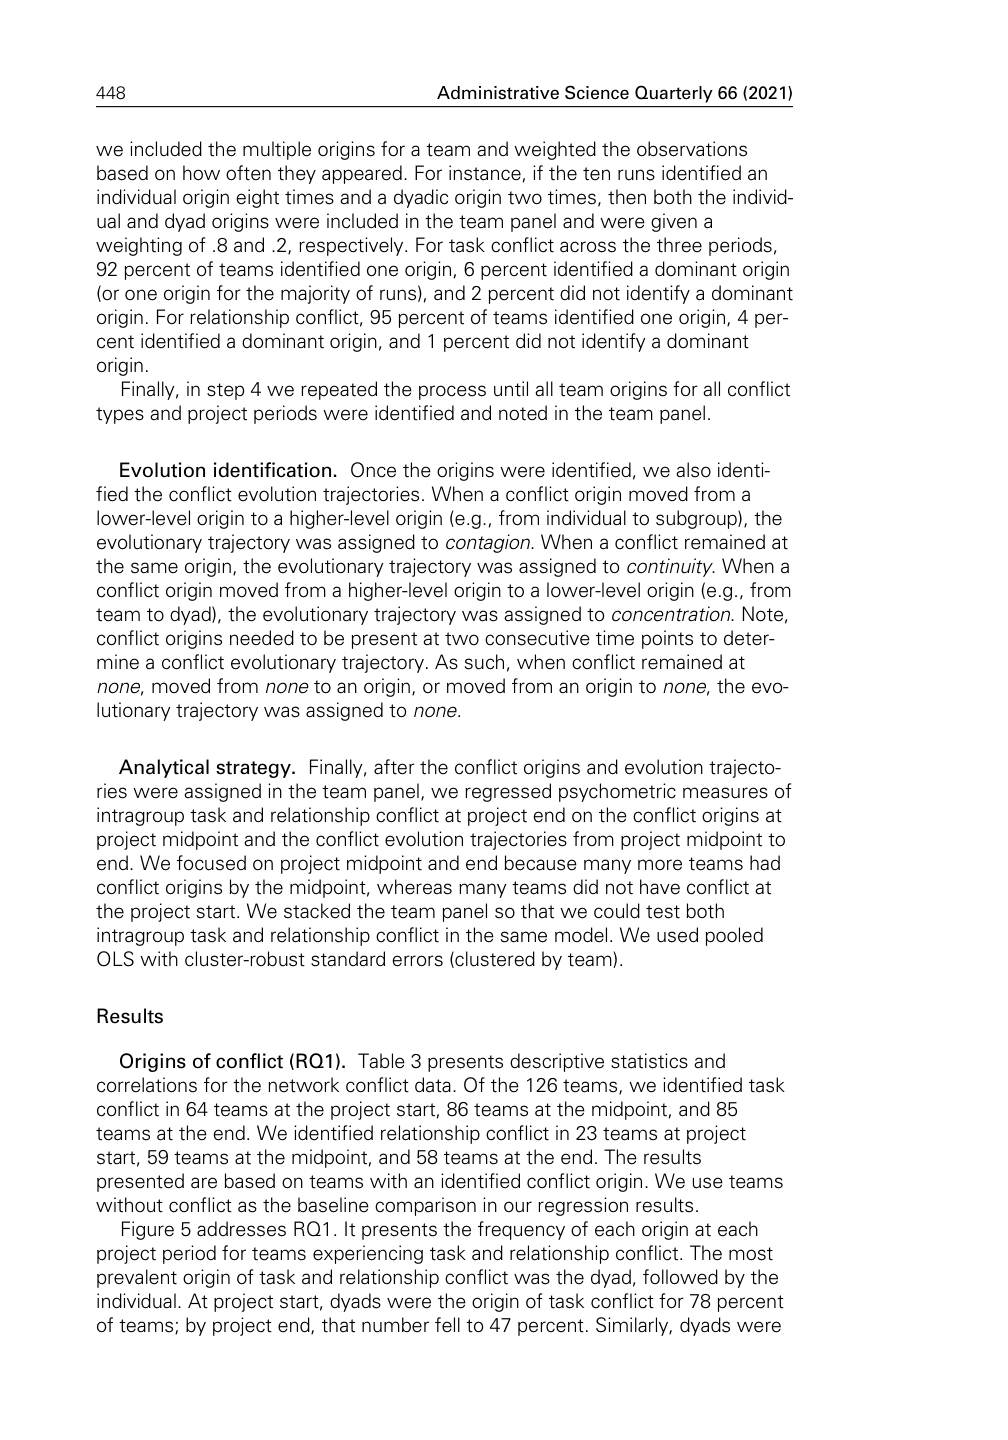 448
Administrative Science Quarterly 66 (2021)
we included the multiple origins for a team and weighted the observations
based on how often they appeared. For instance, if the ten runs identified an
individual origin eight times and a dyadic origin two times, then both the individ-
ual and dyad origins were included in the team panel and were given a
weighting of .8 and .2, respectively. For task conflict across the three periods,
92 percent of teams identified one origin, 6 percent identified a dominant origin
(or one origin for the majority of runs), and 2 percent did not identify a dominant
origin. For relationship conflict, 95 percent of teams identified one origin, 4 per-
cent identified a dominant origin, and 1 percent did not identify a dominant
origin.
Finally, in step 4 we repeated the process until all team origins for all conflict
types and project periods were identified and noted in the team panel.
Evolution identification. Once the origins were identified, we also identi-
fied the conflict evolution trajectories. When a conflict origin moved from a
lower-level origin to a higher-level origin (e.g., from individual to subgroup), the
evolutionary trajectory was assigned to contagion. When a conflict remained at
the same origin, the evolutionary trajectory was assigned to continuity. When a
conflict origin moved from a higher-level origin to a lower-level origin (e.g., from
team to dyad), the evolutionary trajectory was assigned to concentration. Note,
conflict origins needed to be present at two consecutive time points to deter-
mine a conflict evolutionary trajectory. As such, when conflict remained at
none, moved from none to an origin, or moved from an origin to none, the evo-
lutionary trajectory was assigned to none.
Analytical strategy. Finally, after the conflict origins and evolution trajecto-
ries were assigned in the team panel, we regressed psychometric measures of
intragroup task and relationship conflict at project end on the conflict origins at
project midpoint and the conflict evolution trajectories from project midpoint to
end. We focused on project midpoint and end because many more teams had
conflict origins by the midpoint, whereas many teams did not have conflict at
the project start. We stacked the team panel so that we could test both
intragroup task and relationship conflict in the same model. We used pooled
OLS with cluster-robust standard errors (clustered by team).
Results
Origins of conflict (RQ1). Table 3 presents descriptive statistics and
correlations for the network conflict data. Of the 126 teams, we identified task
conflict in 64 teams at the project start, 86 teams at the midpoint, and 85
teams at the end. We identified relationship conflict in 23 teams at project
start, 59 teams at the midpoint, and 58 teams at the end. The results
presented are based on teams with an identified conflict origin. We use teams
without conflict as the baseline comparison in our regression results.
Figure 5 addresses RQ1. It presents the frequency of each origin at each
project period for teams experiencing task and relationship conflict. The most
prevalent origin of task and relationship conflict was the dyad, followed by the
individual. At project start, dyads were the origin of task conflict for 78 percent
of teams; by project end, that number fell to 47 percent. Similarly, dyads were